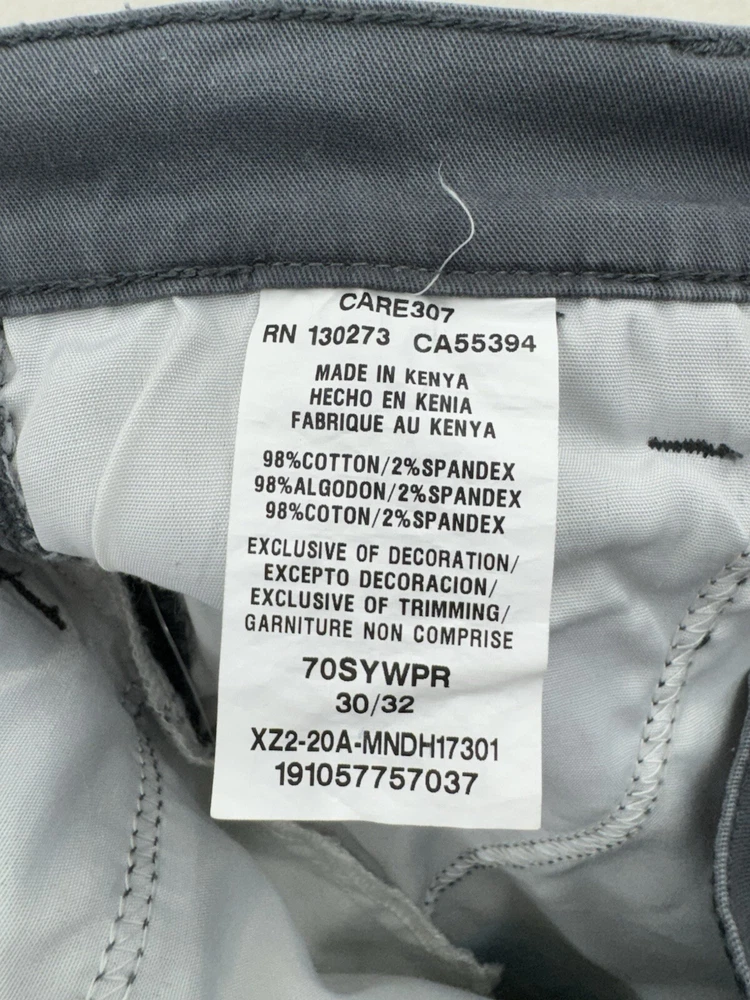 CARE307
RN 130273 CA55394
MADE IN KENYA
HECHO EN KENIA
FABRIQUE AU KENYA
98%COTTON/2%SPANDEX
98%ALGODON/2%SPANDEX
98%COTON/2%SPANDEX
EXCLUSIVE OF DECORATION/
EXCEPTO DECORACION/
EXCLUSIVE OF TRIMMING/
GARNITURE NON COMPRISE
70SYWPR
30/32
XZ2-20A-MNDH17301
191057757037